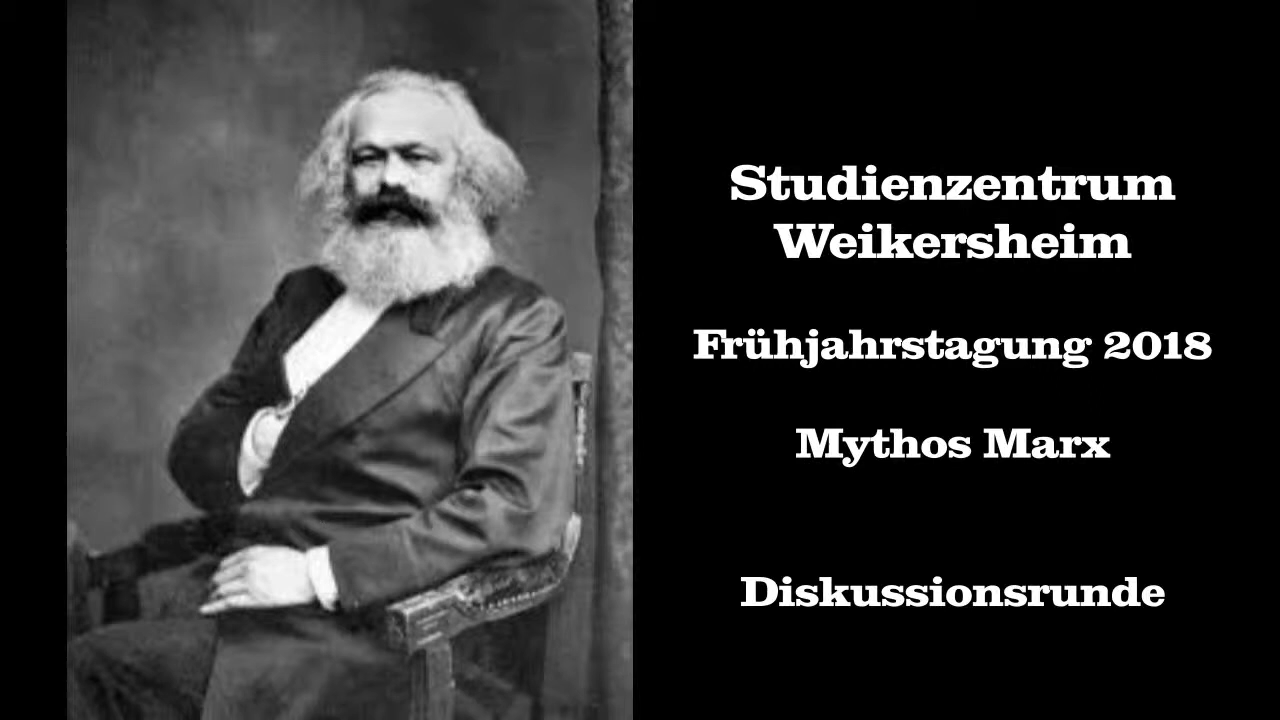 Studienzentrum
Weikersheim
Frühjahrstagung 2018
Mythos Marx
Diskussionsrunde